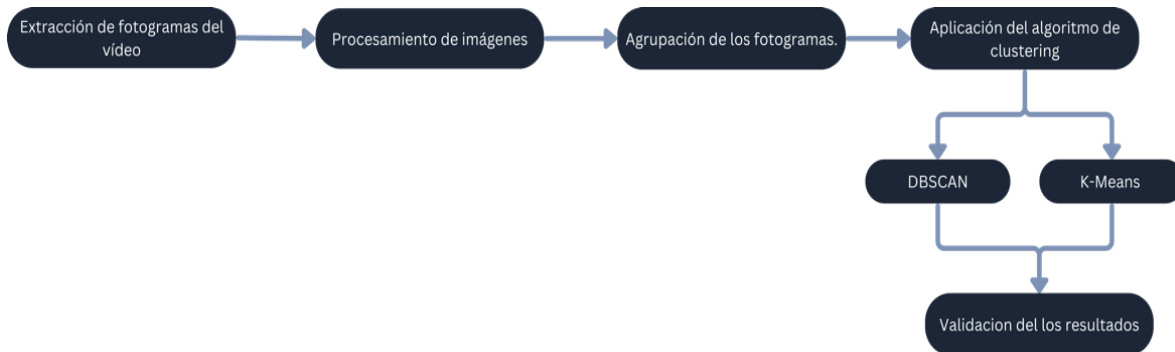 Extracción de fotogramas del
vídeo
Procesamiento de imágenes
Agrupación de los fotogramas.
Aplicación del algoritmo de
clustering
DBSCAN
K-Means
Validacion del los resultados